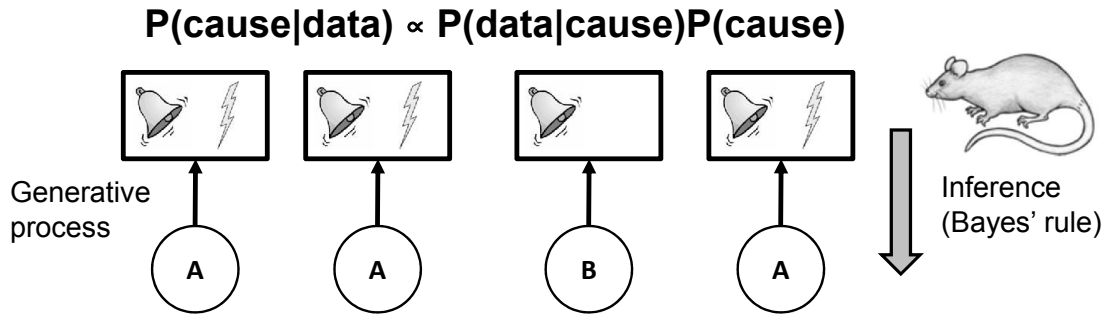 P(cause|data) ∝ P(data|cause)P(cause)
Generative
process
A
A
B
A
Inference
(Bayes' rule)